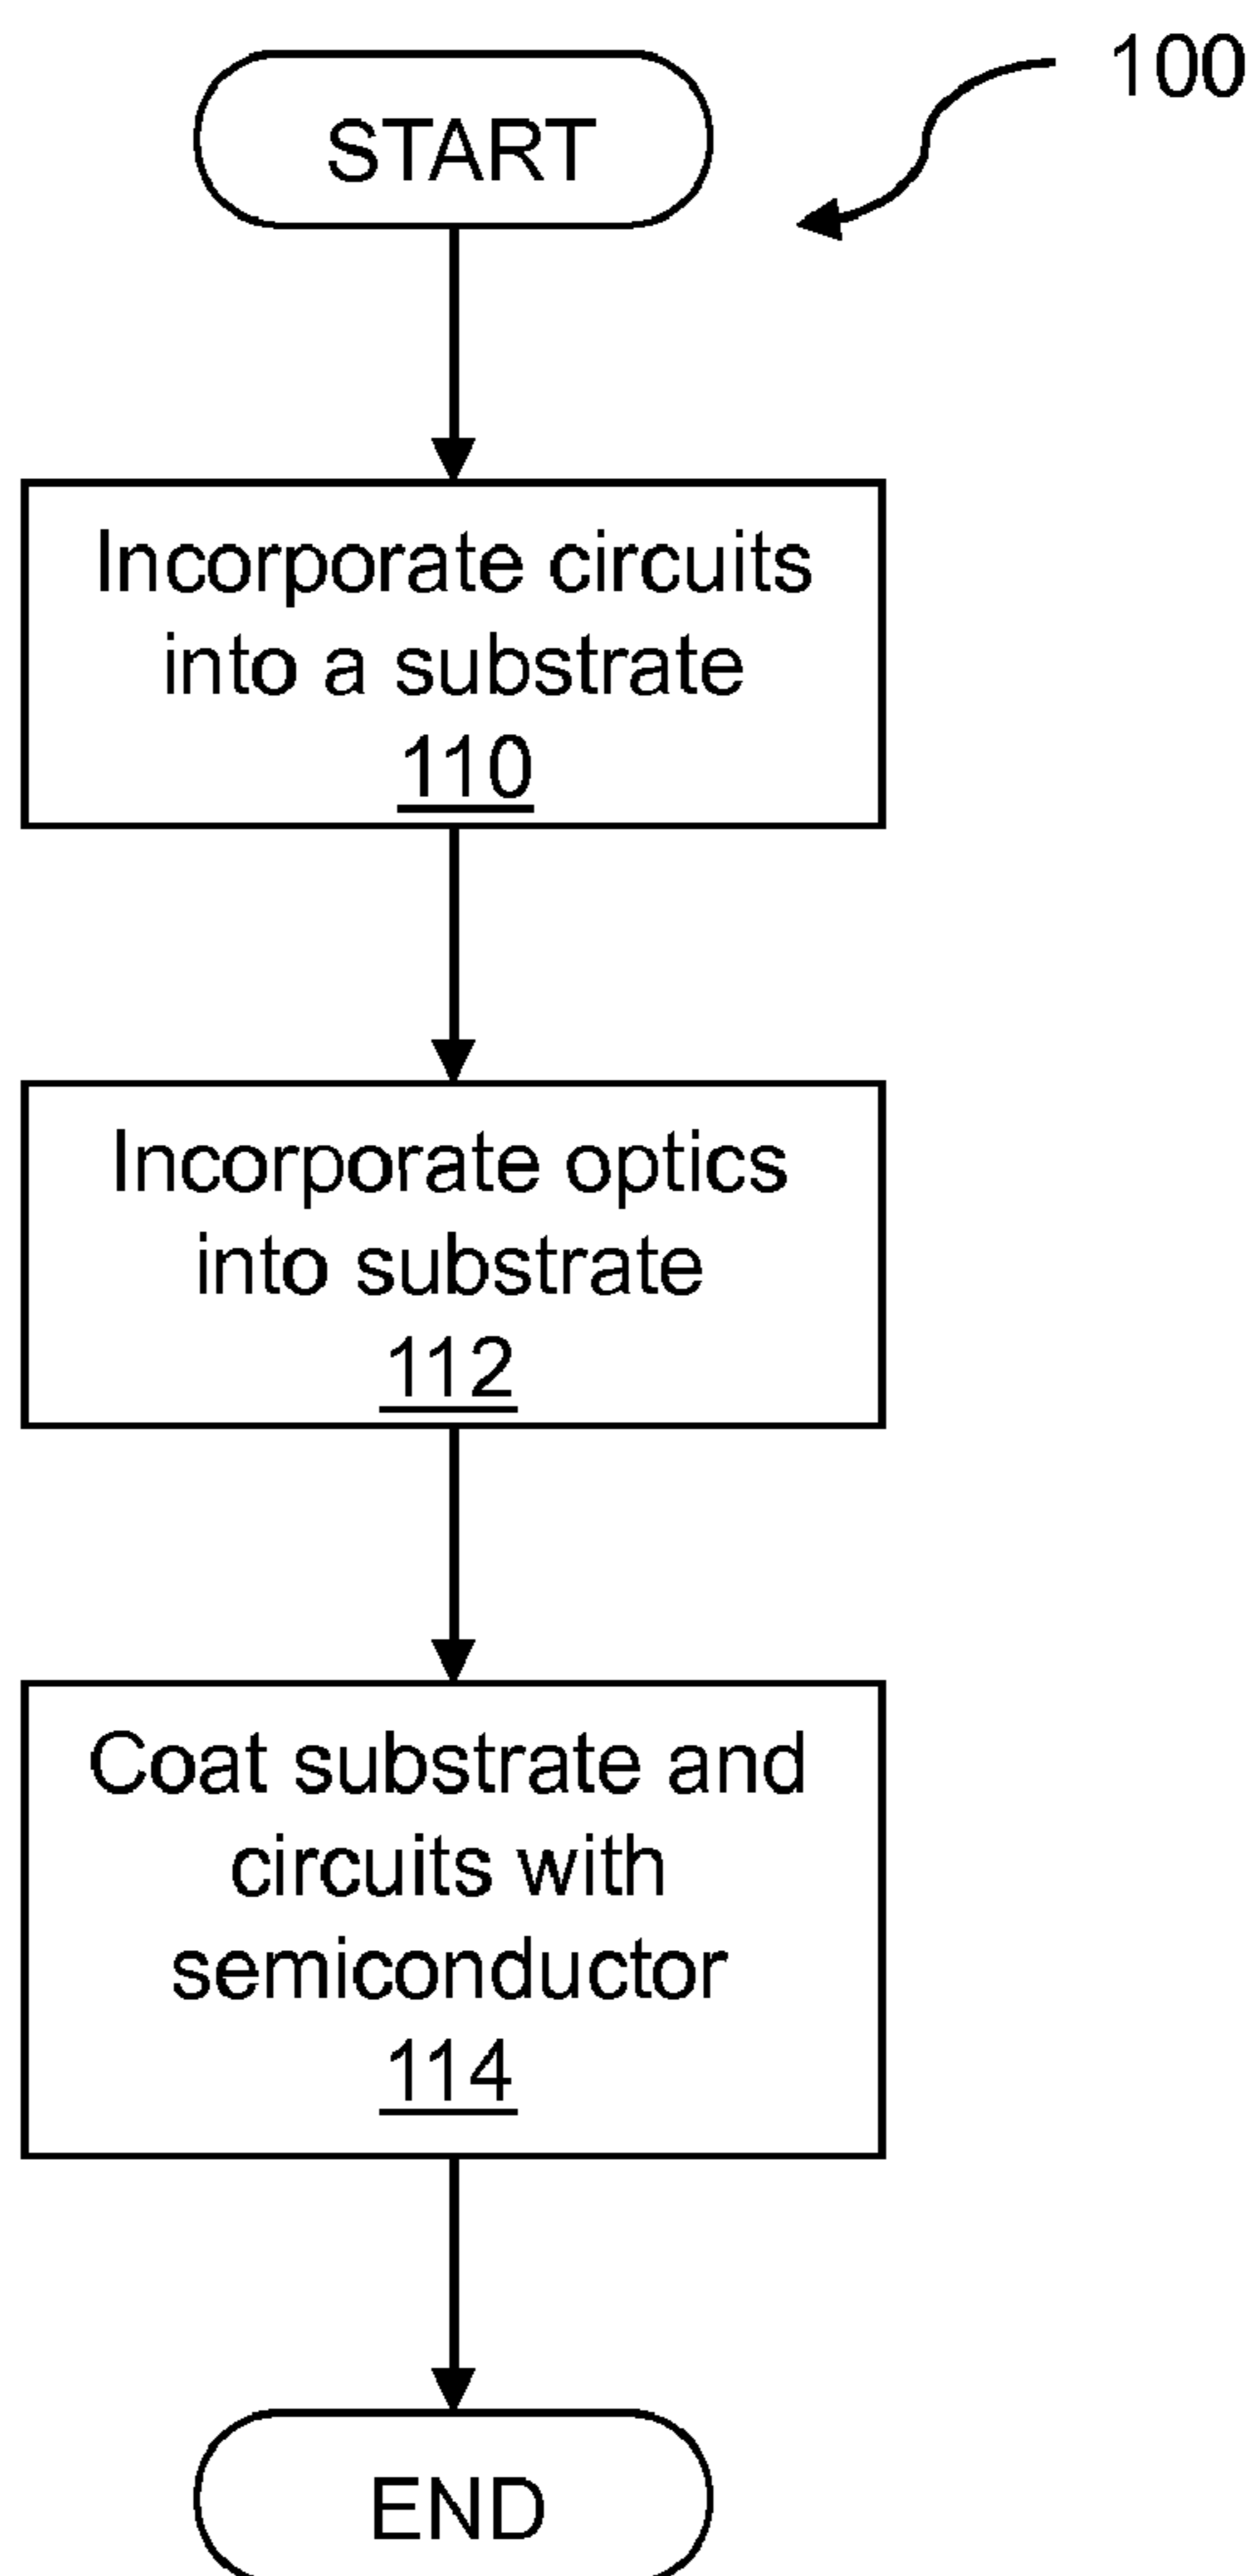 100
START
Incorporate circuits
into a substrate
110
Incorporate optics
into substrate
112
Coat substrate and
circuits with
semiconductor
114
END